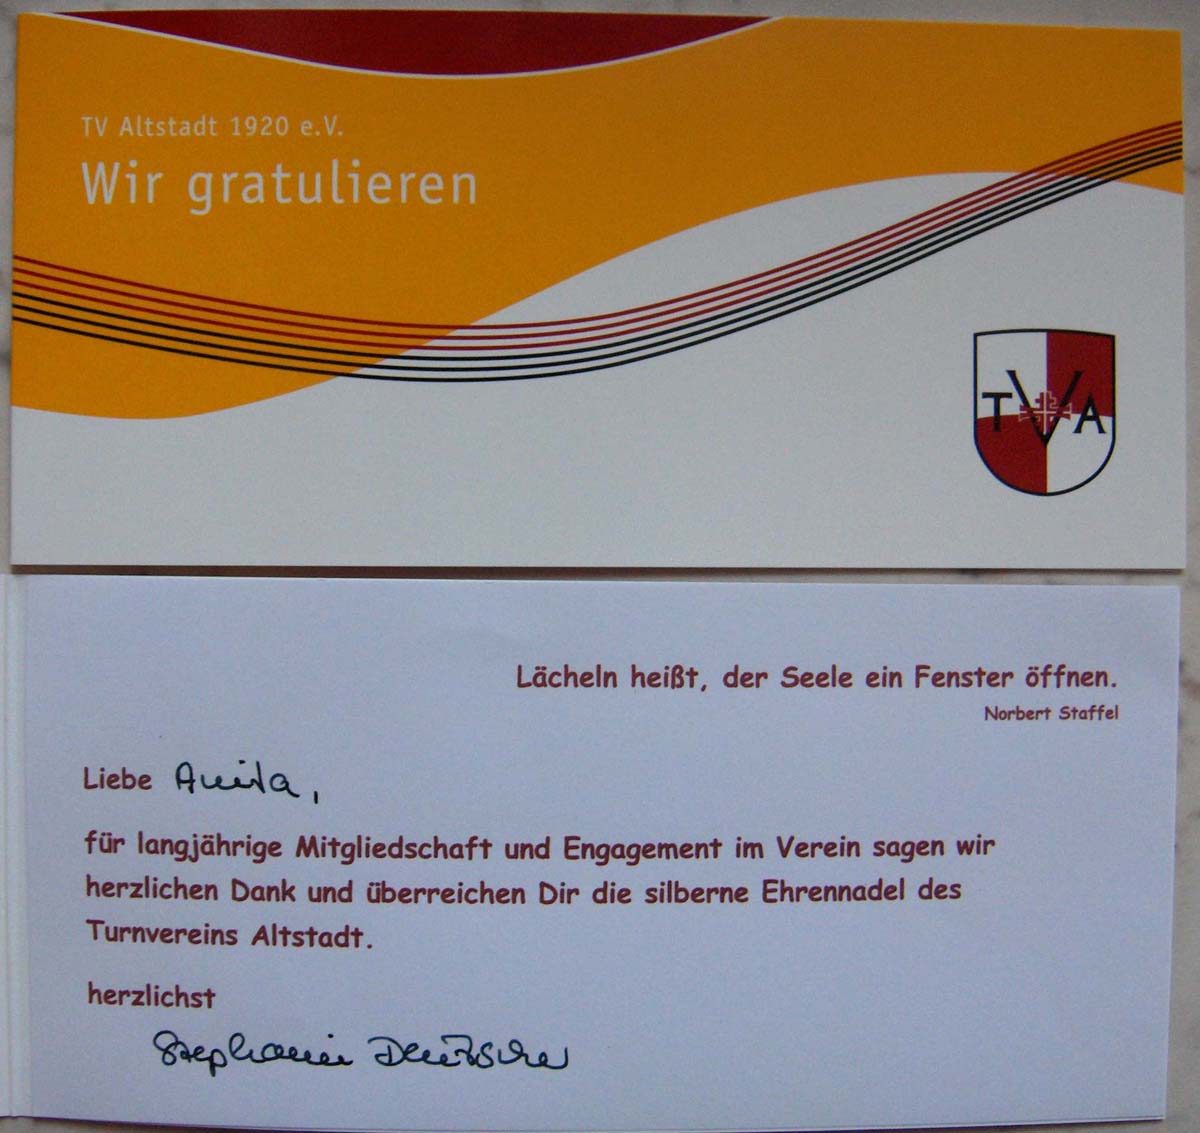 TV Altstadt 1920 e.V.
Wir gratulieren
TVA
Lächeln heißt, der Seele ein Fenster öffnen.
Norbert Staffel
Liebe Anita,
für langjährige Mitgliedschaft und Engagement im Verein sagen wir
herzlichen Dank und überreichen Dir die silberne Ehrennadel des
Turnvereins Altstadt.
herzlichst
Stephanie Deutscher